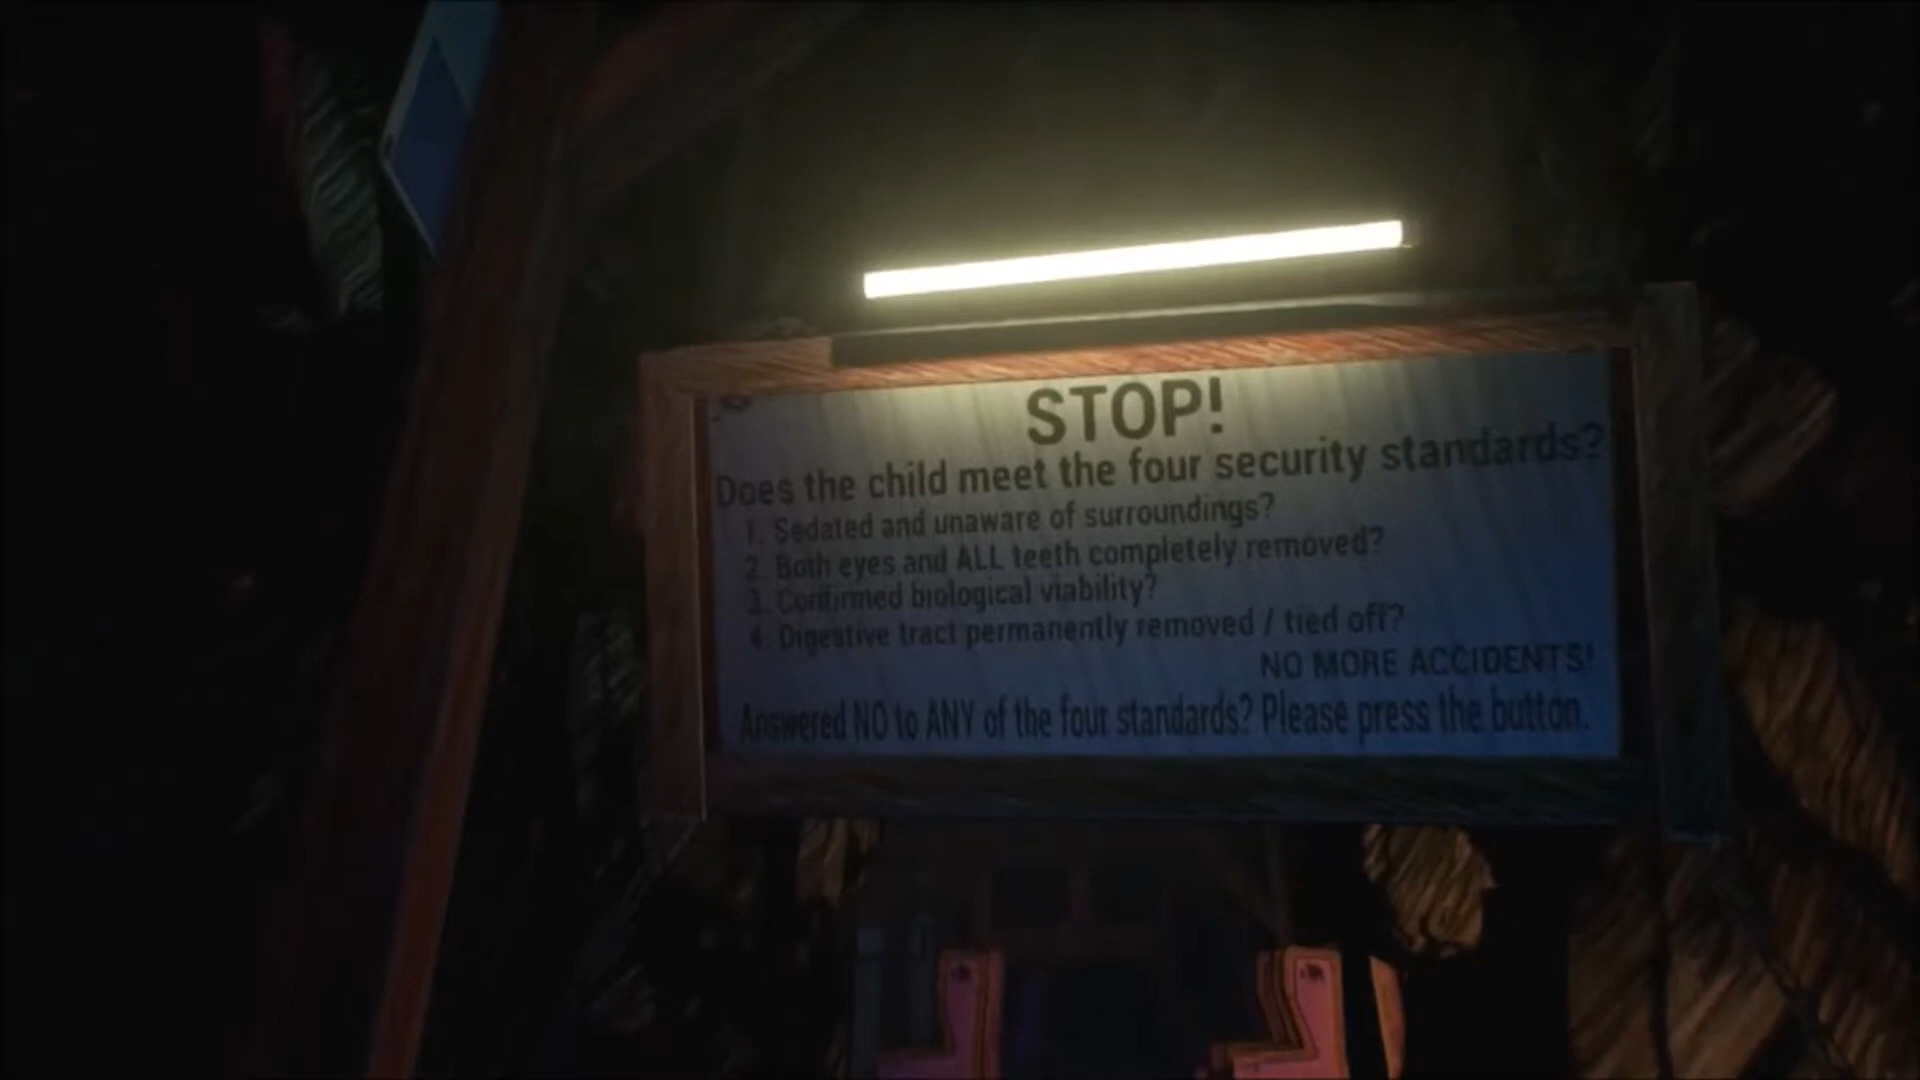 STOP!
Does the child meet the four security standards?
1. Sedated and unaware of surroundings?
2. Both eyes and ALL teeth completely removed?
3. Confirmed biological viability?
4. Digestive tract permanently removed / tied off?
NO MORE ACCIDENTS!
Answered NO to ANY of the four standards? Please press the button.